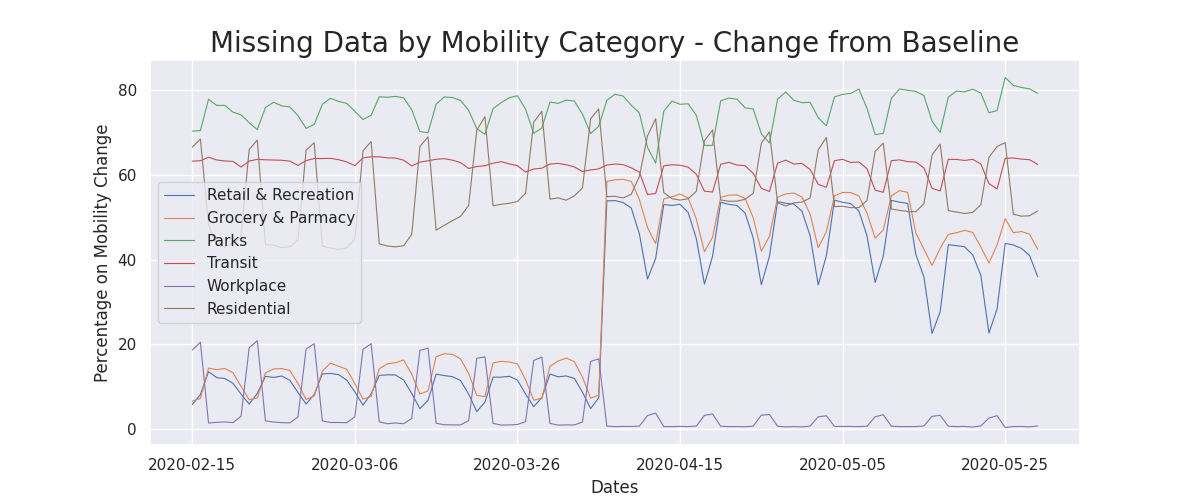 Missing Data by Mobility Category - Change from Baseline
Percentage on Mobility Change
80
60
40
20
0
Retail & Recreation
Grocery & Parmacy
Parks
Transit
Workplace
Residential
2020-02-15 2020-03-06 2020-03-26 2020-04-15 2020-05-05 2020-05-25
Dates